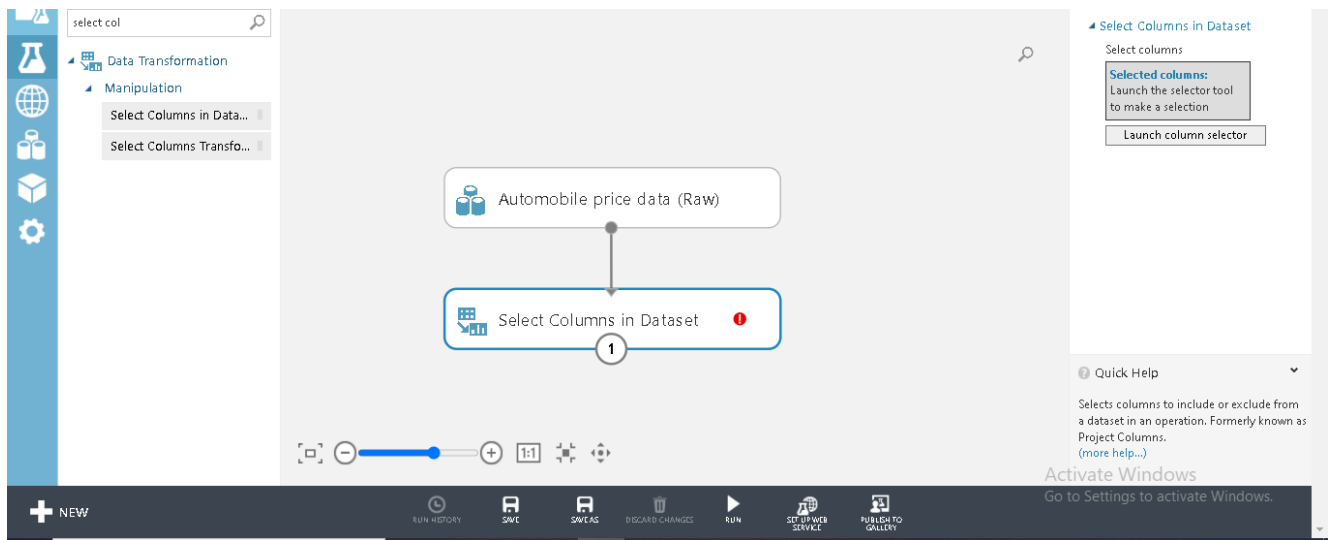 select col
Data Transformation
Manipulation
Select Columns in Data...
Select Columns Transfo...
Automobile price data (Raw)
Select Columns in Dataset
1
1:1
Select Columns in Dataset
Select columns
Selected columns:
Launch the selector tool
to make a selection
Launch column selector
Quick Help
Selects columns to include or exclude from
a dataset in an operation. Formerly known as
Project Columns.
(more help...)
Activate Windows
Go to Settings to activate Windows.
NEW
RUN HISTORY
SAVE
SAVE AS
DISCARD CHANGES
RUN
SET UP WEB
SERVICE
PUBLISH TO
GALLERY